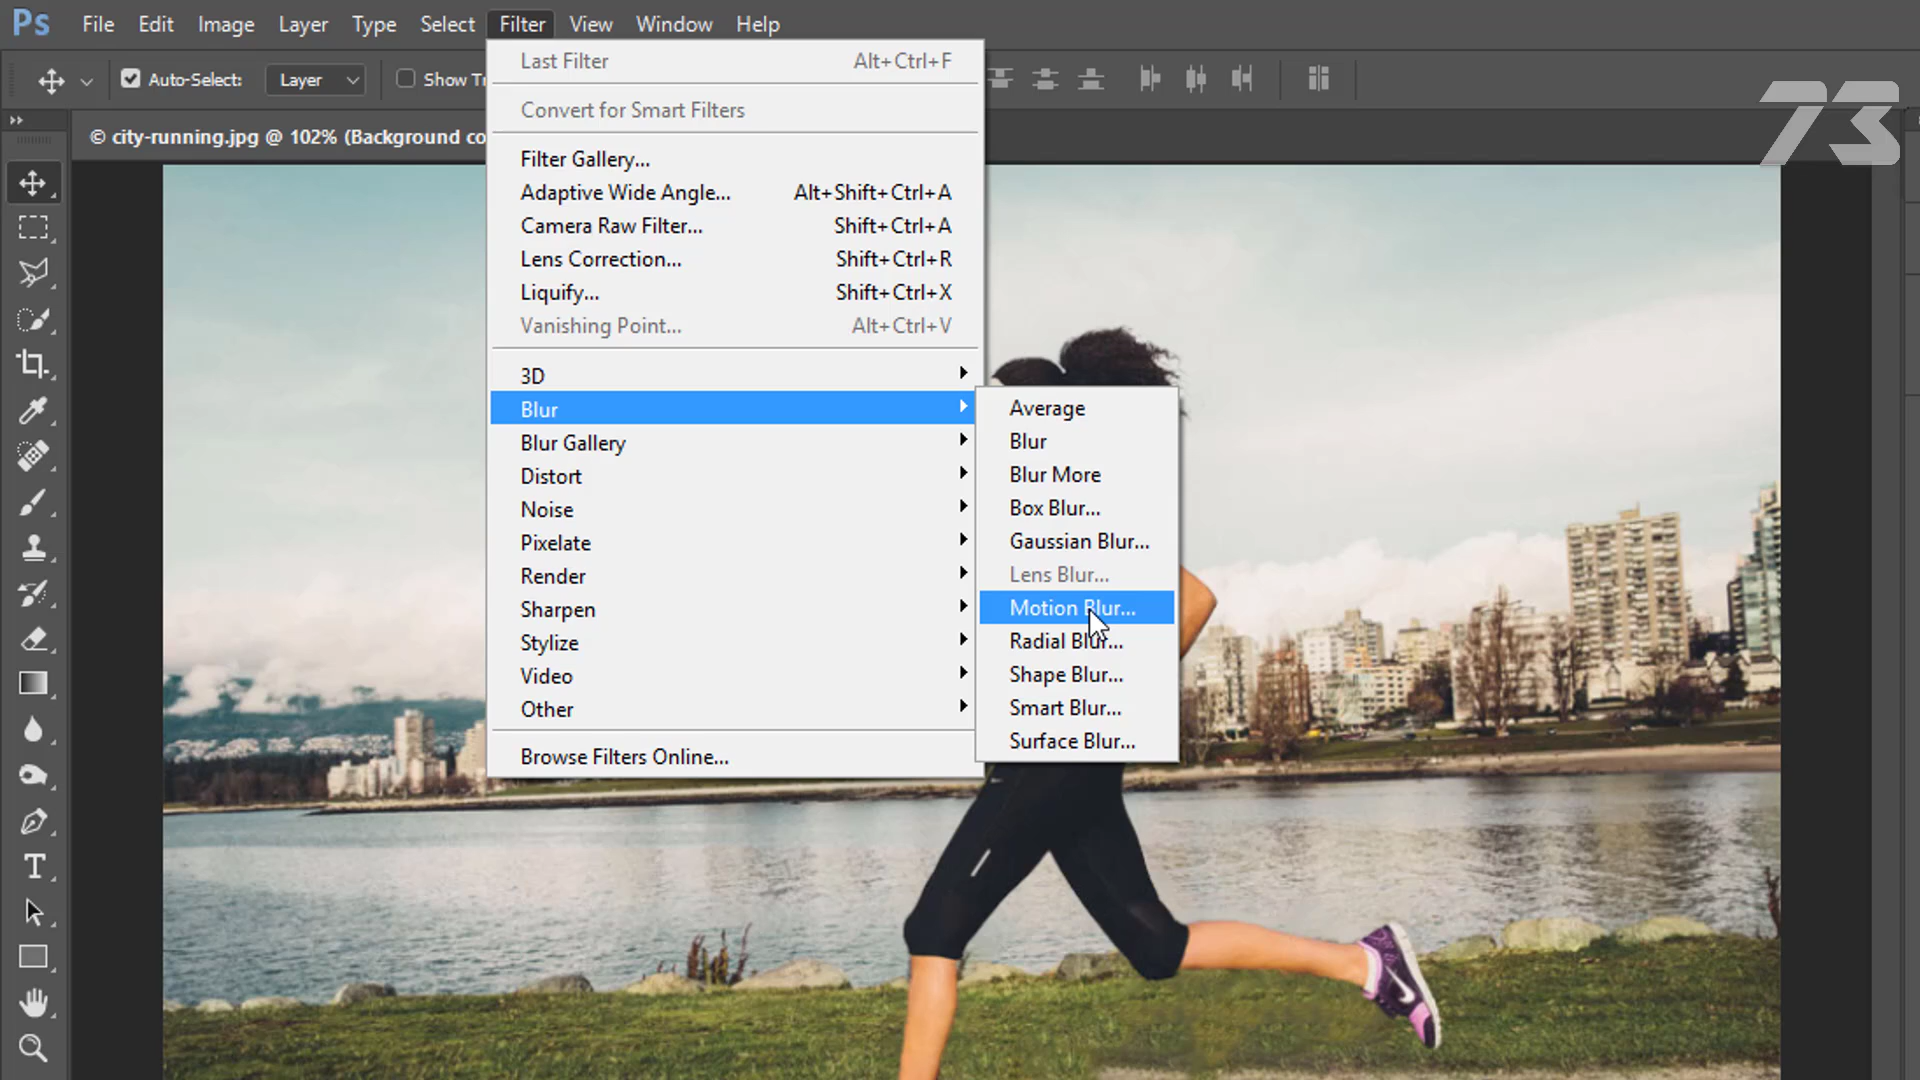 Ps File Edit Image Layer Type Select Filter View Window Help
Auto-Select: Layer Show
© city-running.jpg @ 102% (Background
Last Filter Alt+Ctrl+F
Convert for Smart Filters
Filter Gallery...
Adaptive Wide Angle... Alt+Shift+Ctrl+A
Camera Raw Filter... Shift+Ctrl+A
Lens Correction... Shift+Ctrl+R
Liquify... Shift+Ctrl+X
Vanishing Point... Alt+Ctrl+V
3D
Blur
Blur Gallery
Distort
Noise
Pixelate
Render
Sharpen
Stylize
Video
Other
Browse Filters Online...
Average
Blur
Blur More
Box Blur...
Gaussian Blur...
Lens Blur...
Motion Blur...
Radial Blur...
Shape Blur...
Smart Blur...
Surface Blur...
73